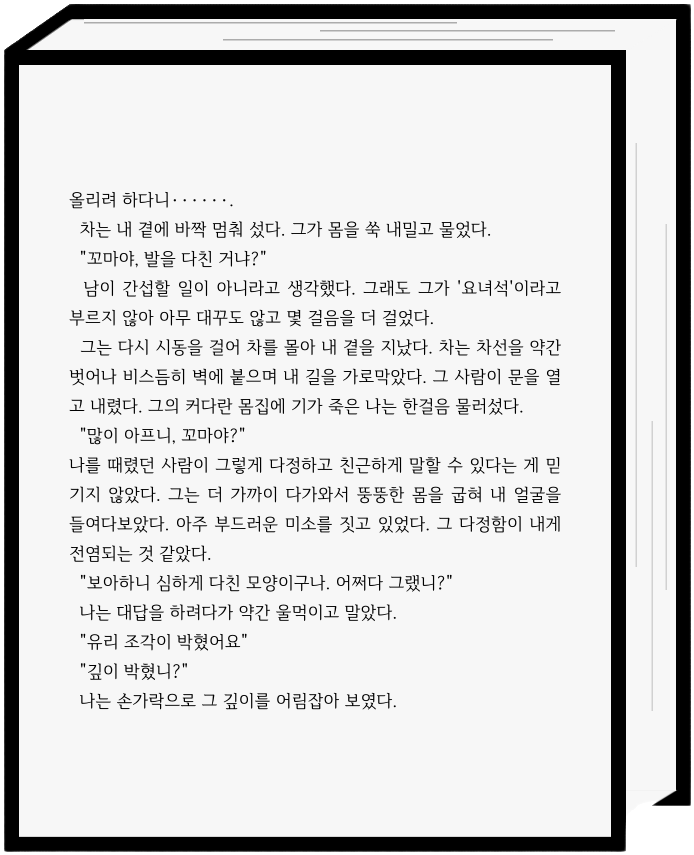 올리려 하다니······.
차는 내 곁에 바짝 멈춰 섰다. 그가 몸을 쑥 내밀고 물었다.
"꼬마야, 발을 다친 거냐?"
남이 간섭할 일이 아니라고 생각했다. 그래도 그가 '요녀석'이라고
부르지 않아 아무 대꾸도 않고 몇 걸음을 더 걸었다.
그는 다시 시동을 걸어 차를 몰아 내 곁을 지났다. 차는 차선을 약간
벗어나 비스듬히 벽에 붙으며 내 길을 가로막았다. 그 사람이 문을 열
고 내렸다. 그의 커다란 몸집에 기가 죽은 나는 한걸음 물러섰다.
"많이 아프니, 꼬마야?"
나를 때렸던 사람이 그렇게 다정하고 친근하게 말할 수 있다는 게 믿
기지 않았다. 그는 더 가까이 다가와서 뚱뚱한 몸을 굽혀 내 얼굴을
들여다보았다. 아주 부드러운 미소를 짓고 있었다. 그 다정함이 내게
전염되는 것 같았다.
"보아하니 심하게 다친 모양이구나. 어쩌다 그랬니?"
나는 대답을 하려다가 약간 울먹이고 말았다.
"유리 조각이 박혔어요"
"깊이 박혔니?"
나는 손가락으로 그 깊이를 어림잡아 보였다.